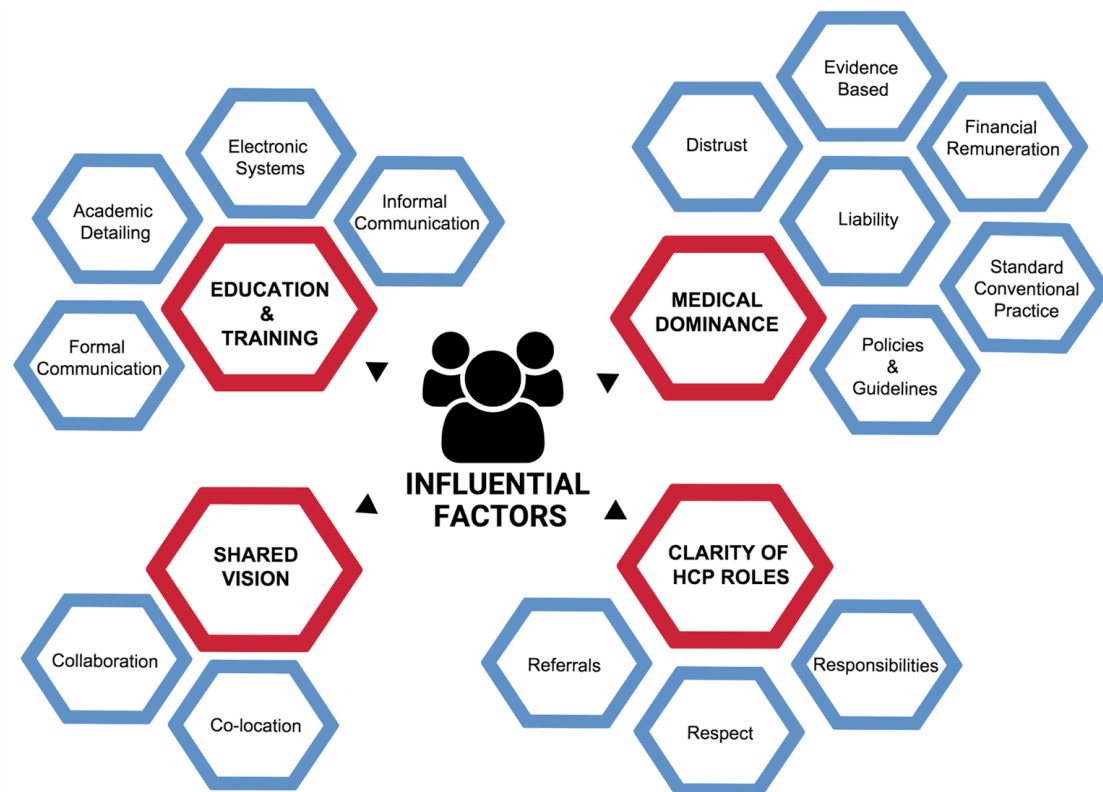 Electronic
Systems
Academic
Detailing
Informal
Communication
EDUCATION
&
TRAINING
Formal
Communication
Evidence
Based
Distrust
Financial
Remuneration
Liability
MEDICAL
DOMINANCE
Standard
Conventional
Practice
Policies
&
Guidelines
INFLUENTIAL
FACTORS
SHARED
VISION
Collaboration
Co-location
CLARITY OF
HCP ROLES
Referrals
Respect
Responsibilities